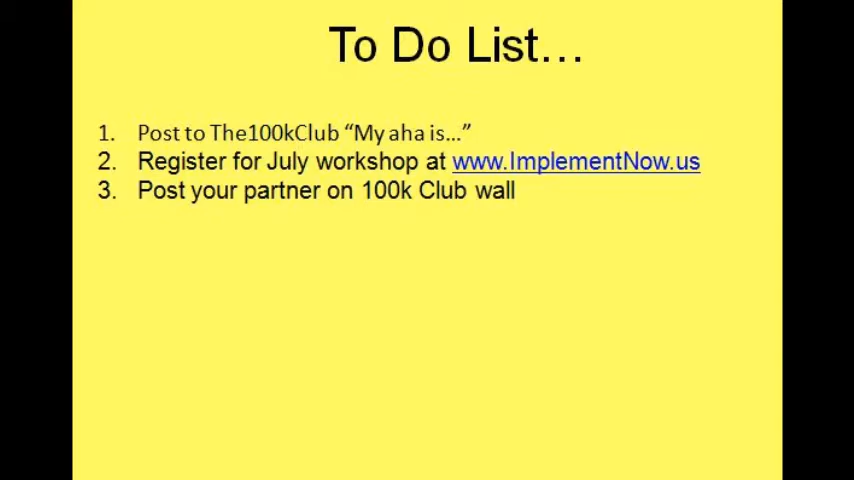 To Do List…
1. Post to The100kClub “My aha is…”
2. Register for July workshop at www.ImplementNow.us
3. Post your partner on 100k Club wall